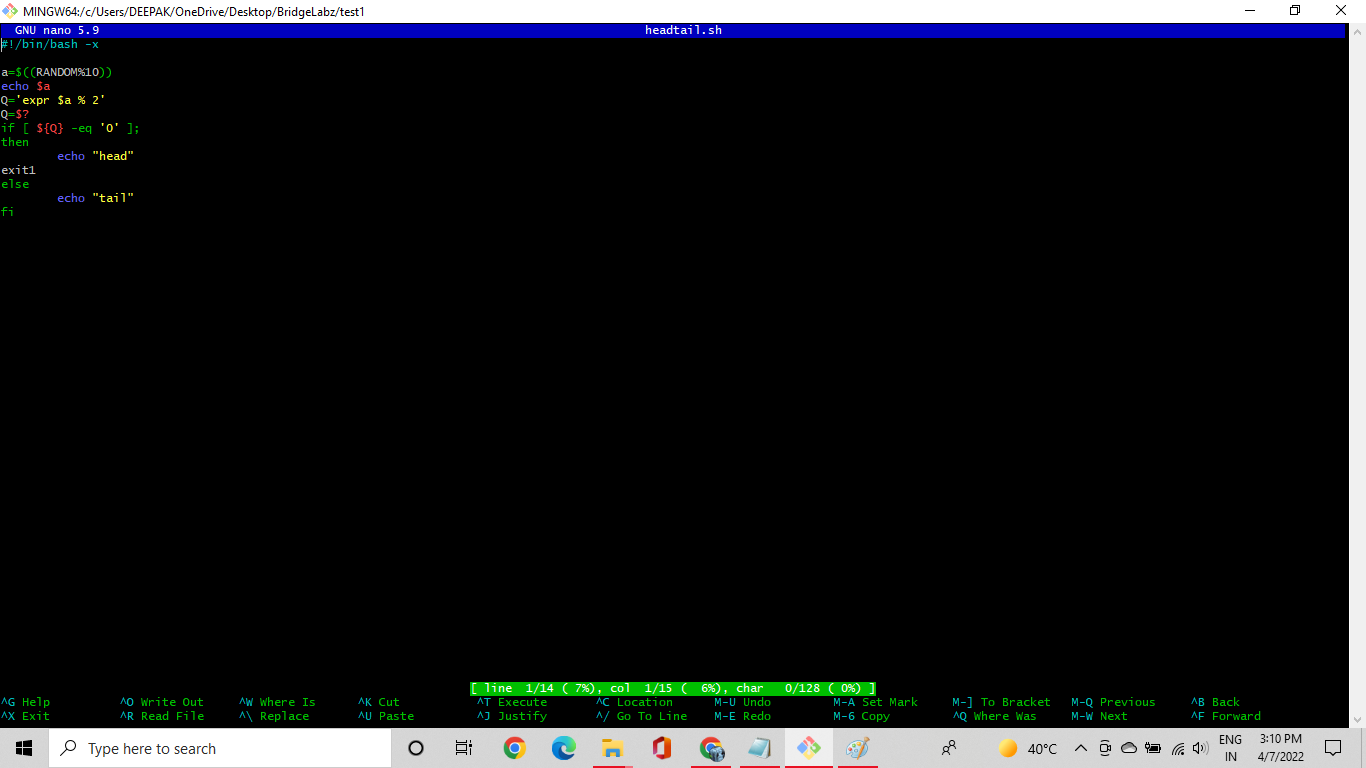 MINGW64:/c/Users/DEEPAK/OneDrive/Desktop/BridgeLabz/test1
GNU nano 5.9 headtail.sh
#!/bin/bash -x
a=$((RANDOM%10))
echo $a
Q='expr $a % 2'
Q=$?
if [ ${Q} -eq '0' ];
then
echo "head"
exit1
else
echo "tail"
fi
[ line 1/14 ( 7%), col 1/15 ( 6%), char 0/128 ( 0%) ]
^G Help ^O Write Out ^W Where Is ^K Cut ^T Execute ^C Location M-U Undo M-A Set Mark M-] To Bracket M-Q Previous ^B Back
^X Exit ^R Read File ^\ Replace ^U Paste ^J Justify ^/ Go To Line M-E Redo M-6 Copy ^Q Where Was M-W Next ^F Forward
Type here to search
40°C
ENG
IN
3:10 PM
4/7/2022